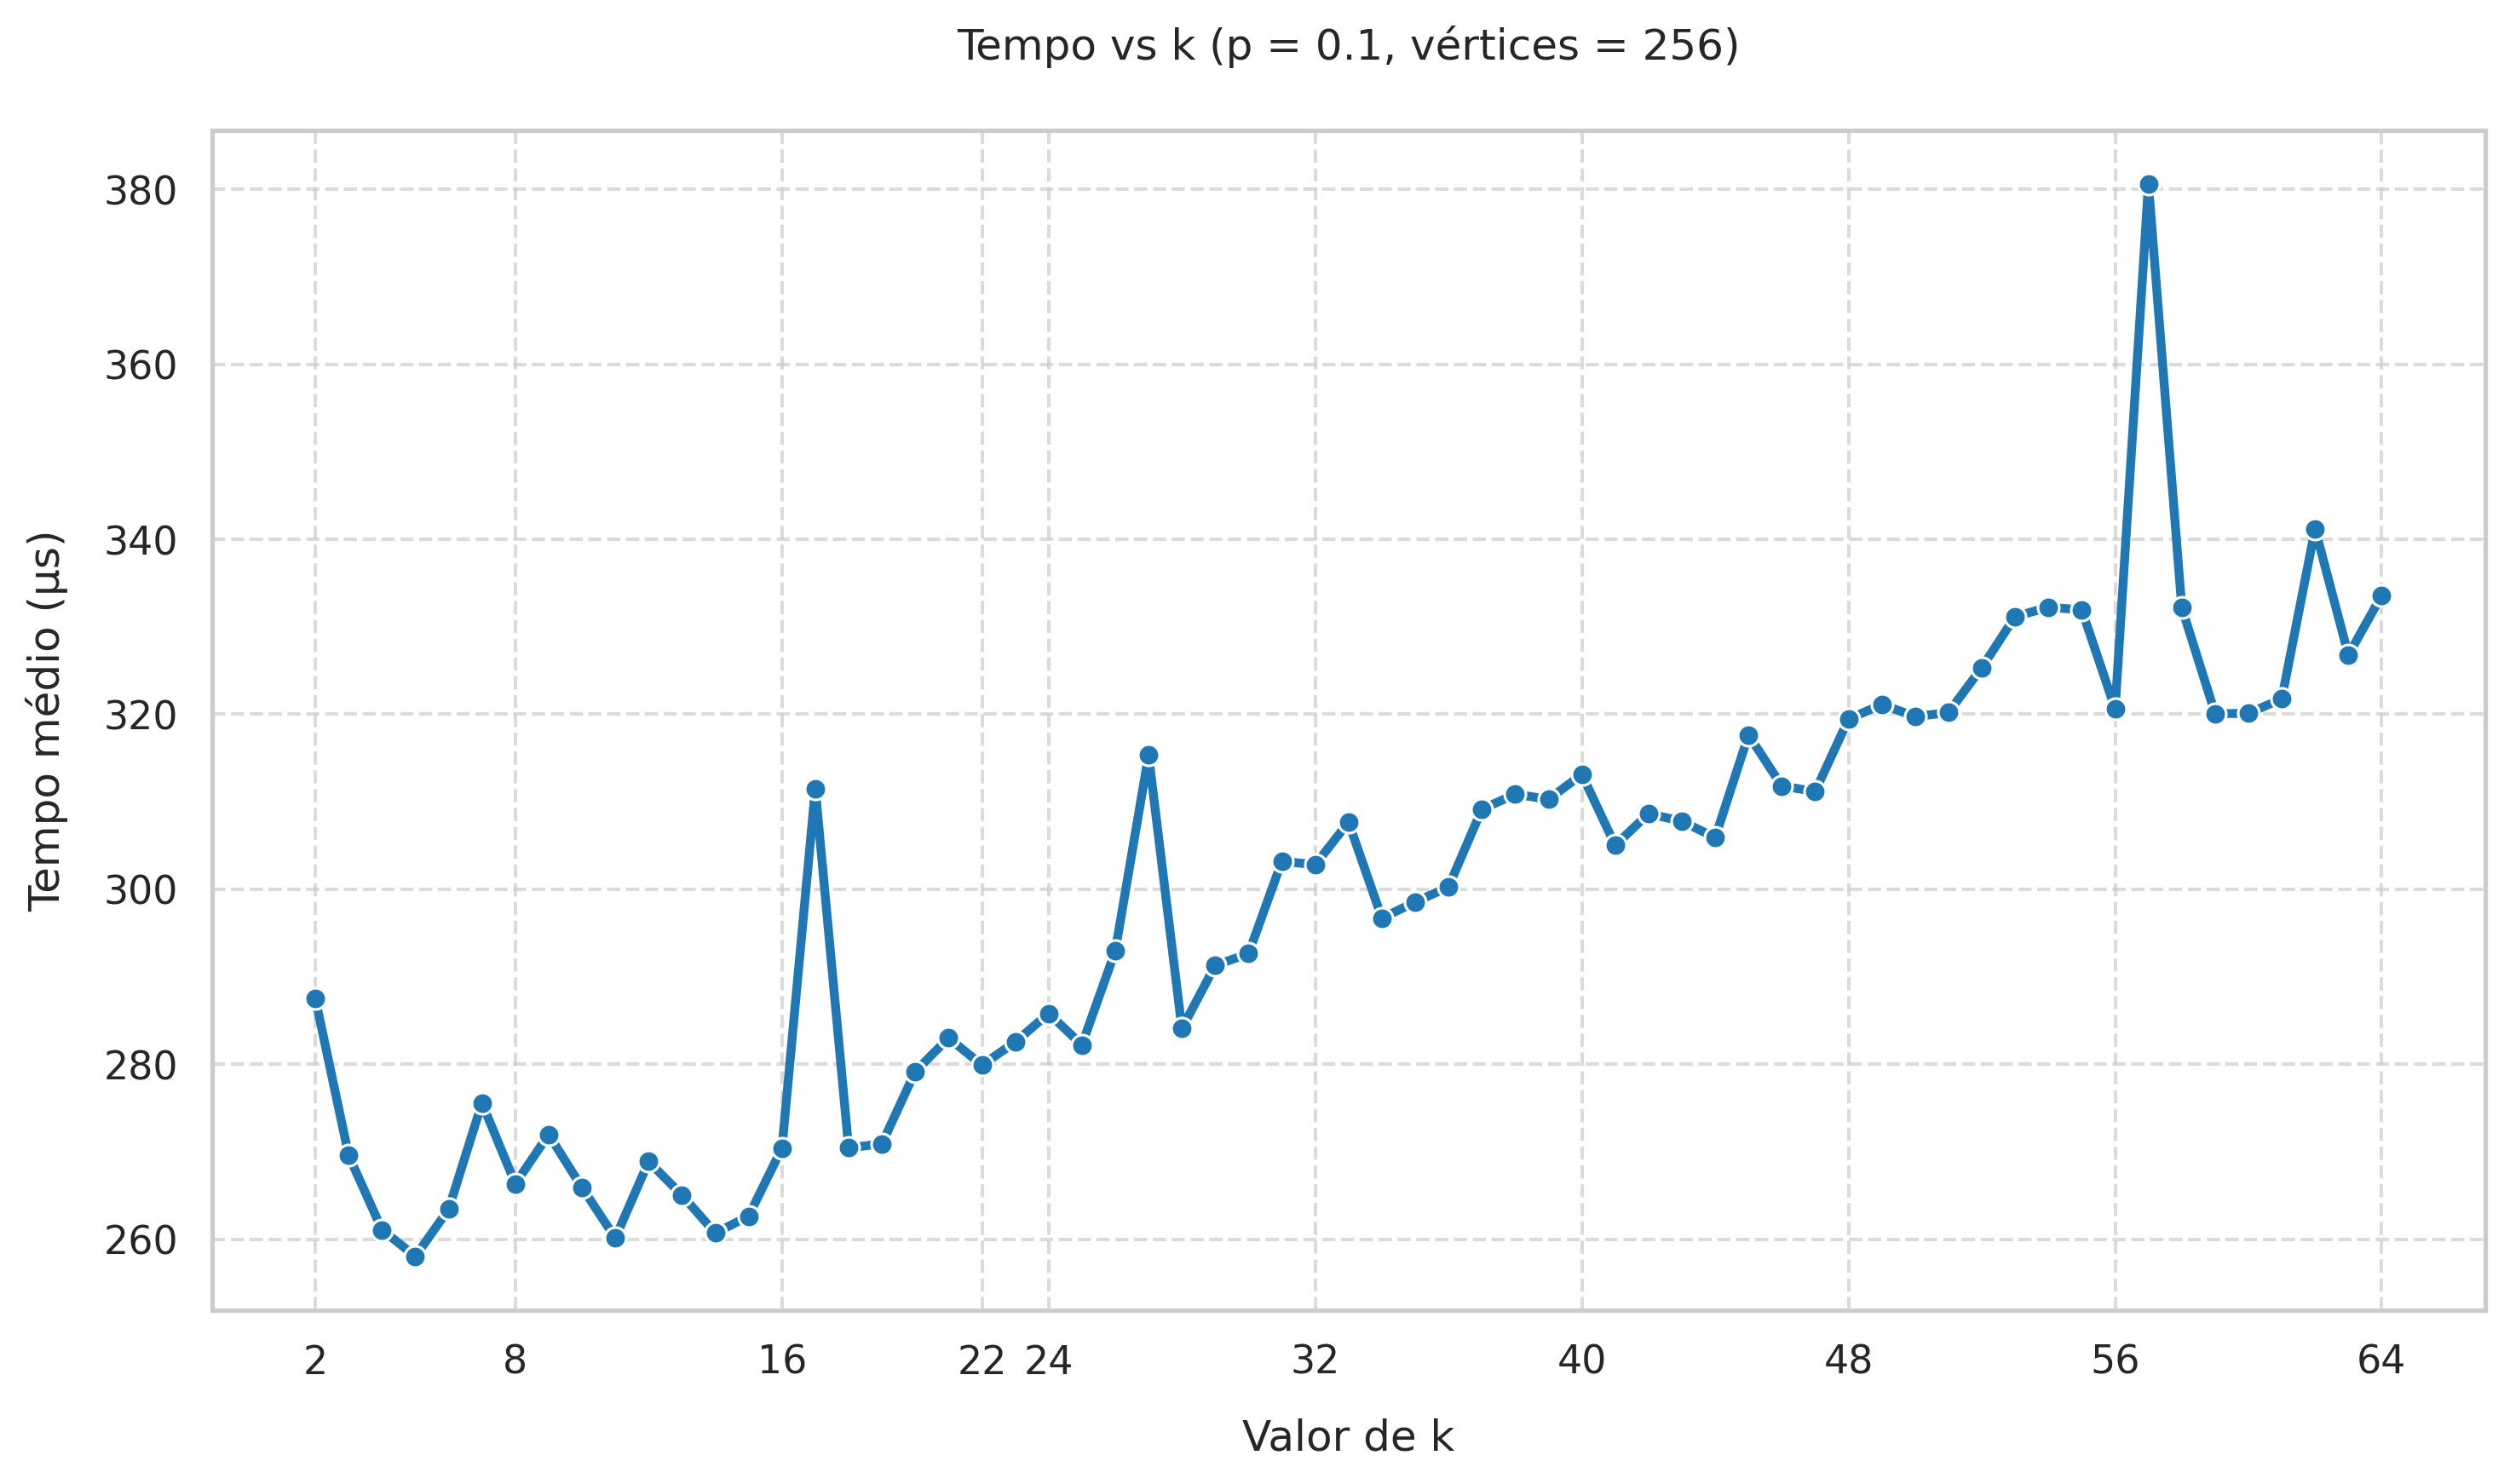 Tempo vs k (p = 0.1, vértices = 256)
380
360
340
320
300
280
260
Tempo médio (µs)
2 8 16 22 24 32 40 48 56 64
Valor de k